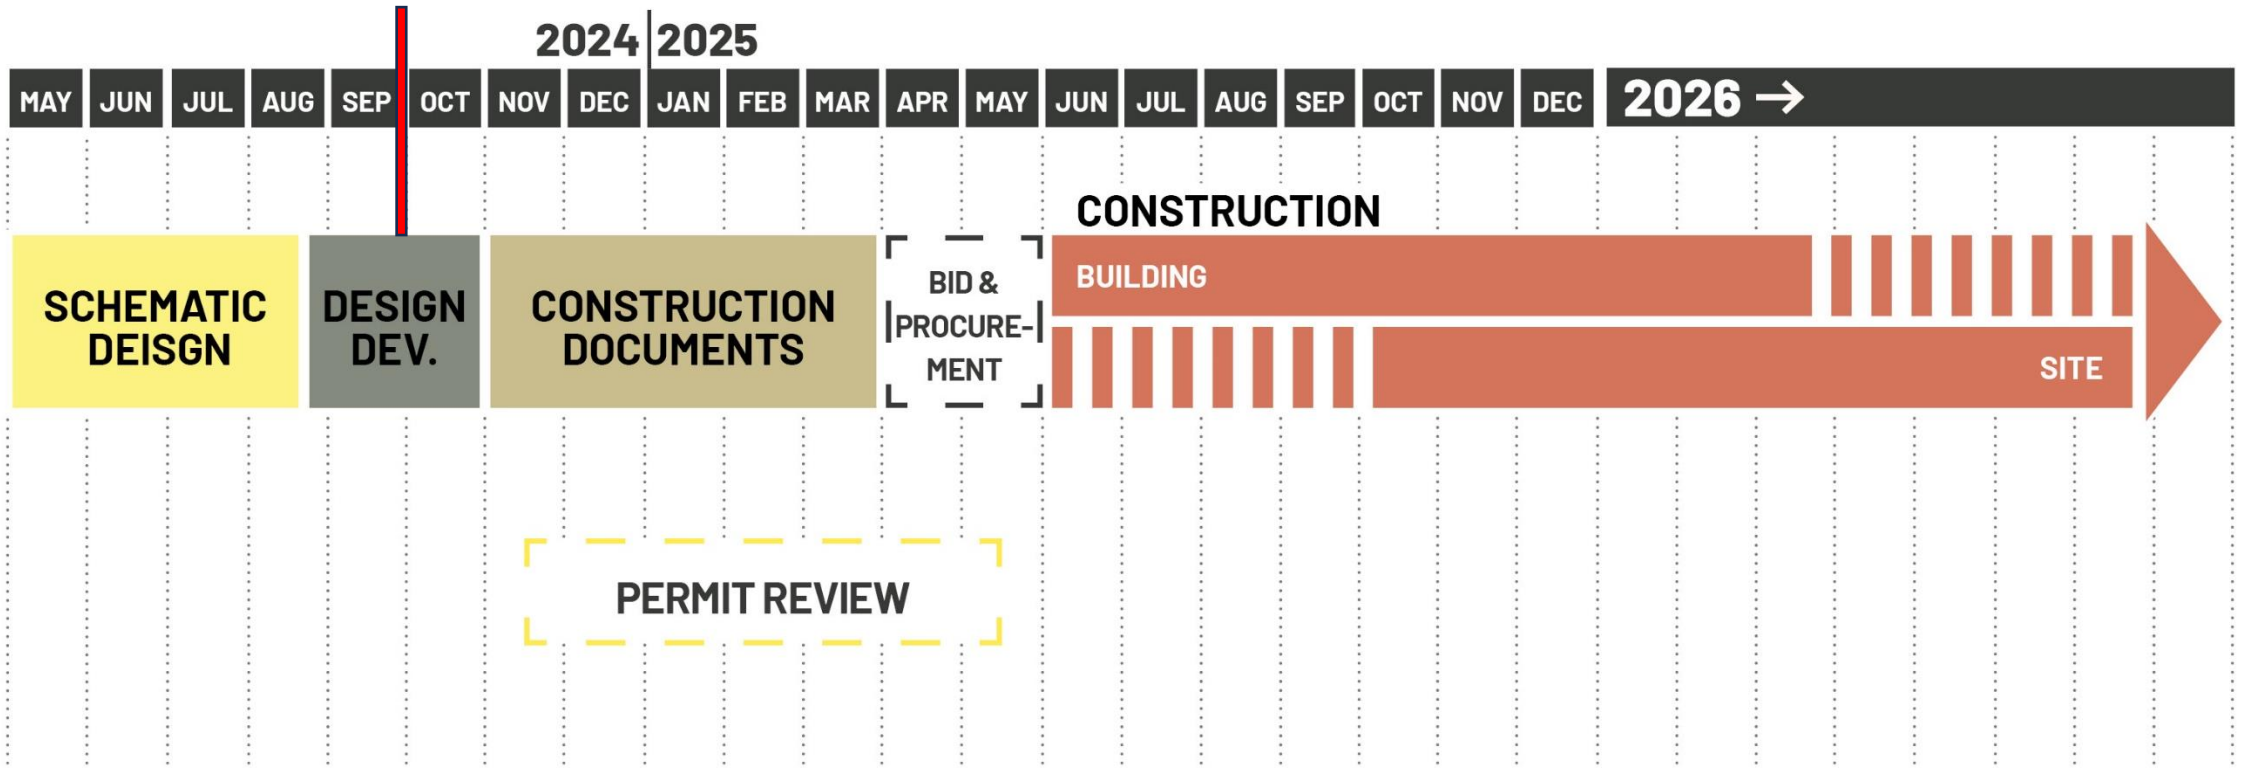 2024 2025
MAY JUN JUL AUG SEP OCT NOV DEC JAN FEB MAR APR MAY JUN JUL AUG SEP OCT NOV DEC 2026 →
CONSTRUCTION
BUILDING
SITE
SCHEMATIC
DEISGN
DESIGN
DEV.
CONSTRUCTION
DOCUMENTS
BID &
PROCURE-
MENT
PERMIT REVIEW